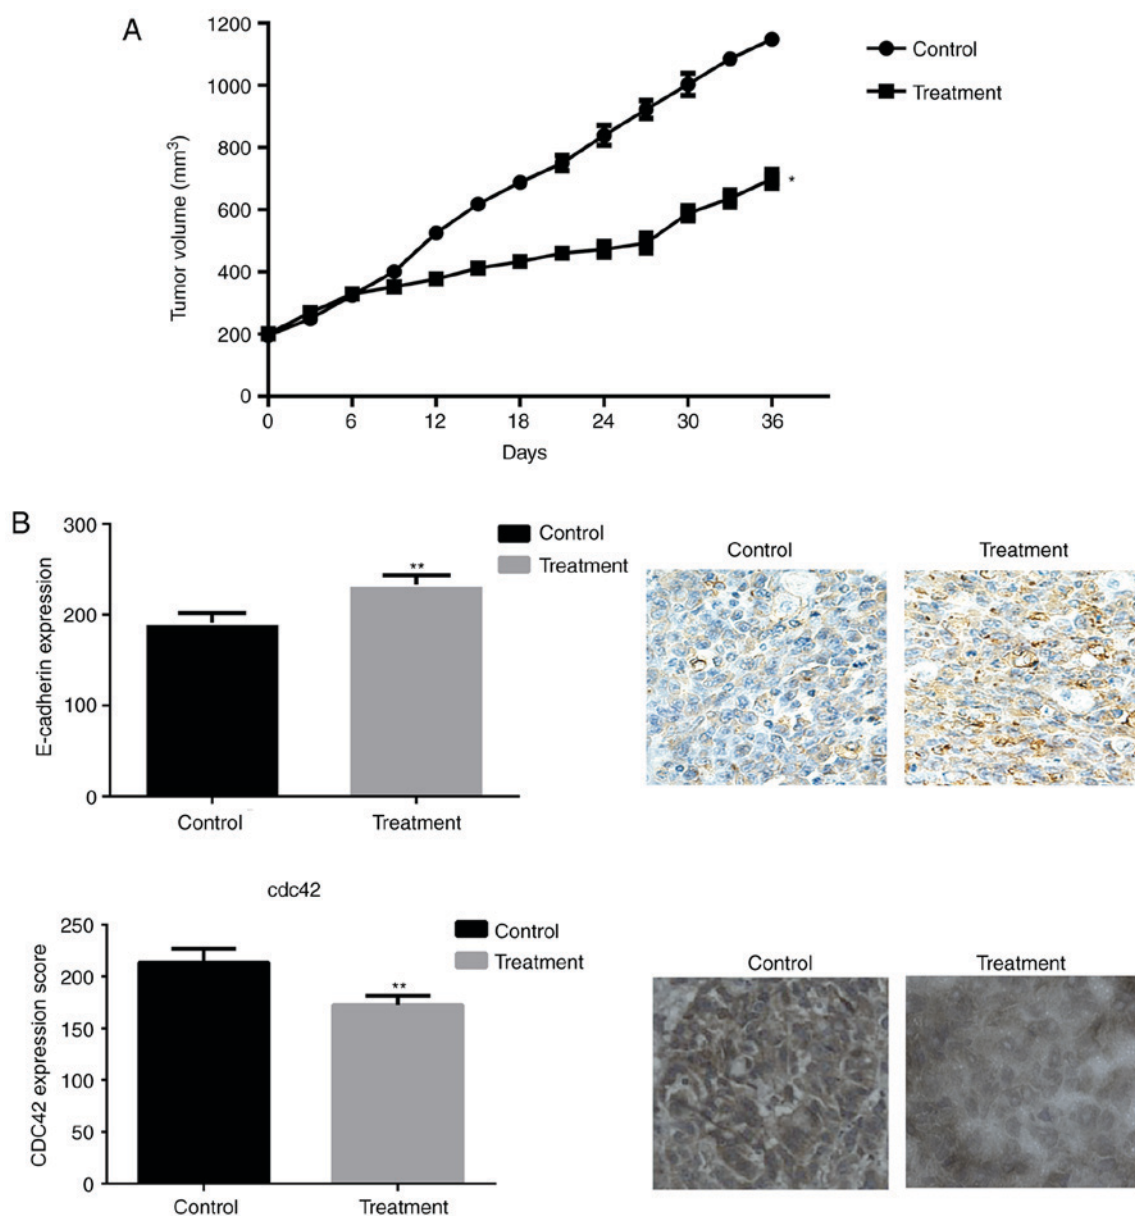 A
1200
1000
800
600
400
200
0
Tumor volume (mm³)
0 6 12 18 24 30 36
Days
Control
Treatment
*
B
300
200
100
0
E-cadherin expression
**
Control
Treatment
Control Treatment
Control Treatment
cdc42
250
200
150
100
50
0
CDC42 expression score
**
Control
Treatment
Control Treatment
Control Treatment